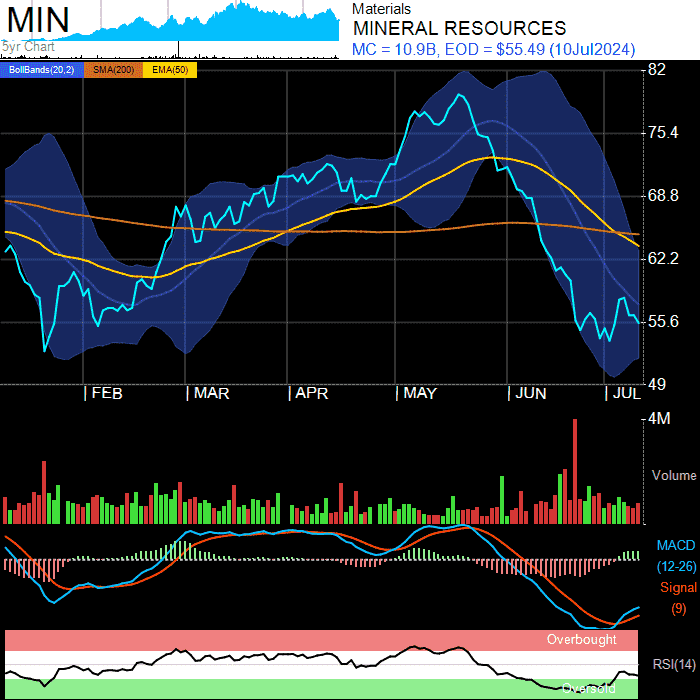 MIN
5yr Chart
Materials
MINERAL RESOURCES
MC = 10.9B, EOD = $55.49 (10Jul2024)
BollBands(20,2) SMA(200) EMA(50)
82
75.4
68.8
62.2
55.6
49
| FEB | MAR | APR | MAY | JUN | JUL
4M
Volume
MACD
(12-26)
Signal
(9)
Overbought
RSI(14)
Oversold